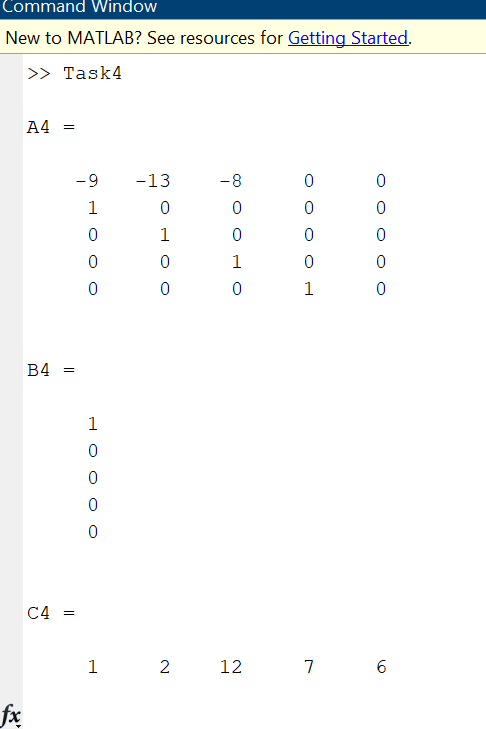 Command Window
New to MATLAB? See resources for Getting Started.
>> Task4
A4 =
-9 -13 -8 0 0
1 0 0 0 0
0 1 0 0 0
0 0 1 0 0
0 0 0 1 0
B4 =
1
0
0
0
0
C4 =
1 2 12 7 6
fx